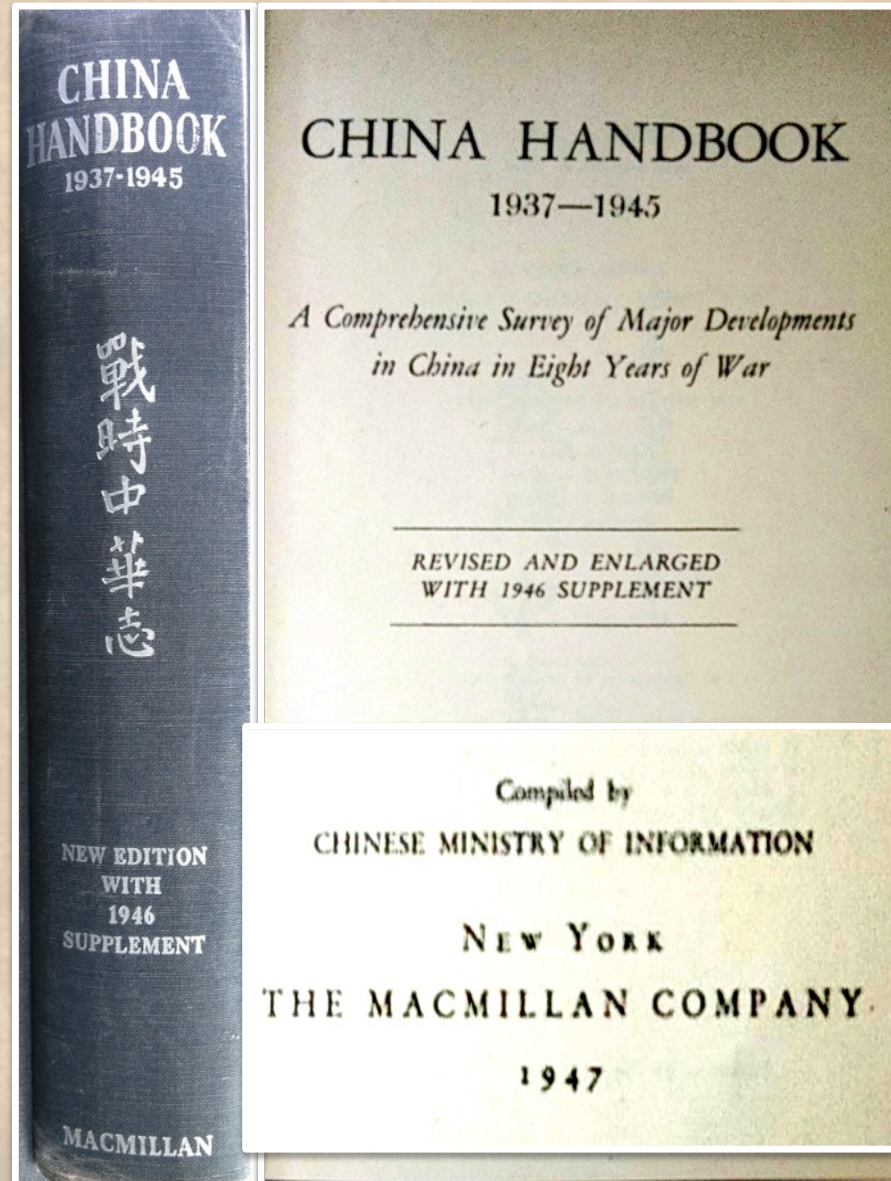 CHINA
HANDBOOK
1937-1945
戰時中華志
NEW EDITION
WITH
1946
SUPPLEMENT
MACMILLAN
CHINA HANDBOOK
1937—1945
A Comprehensive Survey of Major Developments
in China in Eight Years of War
REVISED AND ENLARGED
WITH 1946 SUPPLEMENT
Compiled by
CHINESE MINISTRY OF INFORMATION
NEW YORK
THE MACMILLAN COMPANY
1947